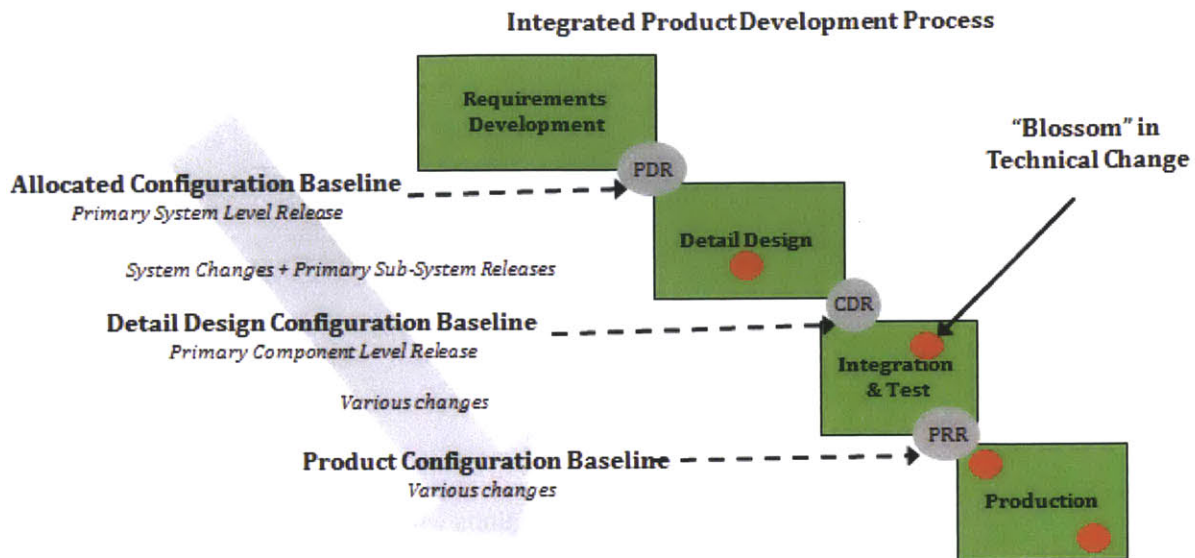 Integrated Product Development Process
Requirements
Development
"Blossom" in
Technical Change
PDR
Allocated Configuration Baseline
Primary System Level Release
Detail Design
System Changes + Primary Sub-System Releases
CDR
Detail Design Configuration Baseline
Primary Component Level Release
Integration
& Test
Various changes
PRR
Product Configuration Baseline
Various changes
Production